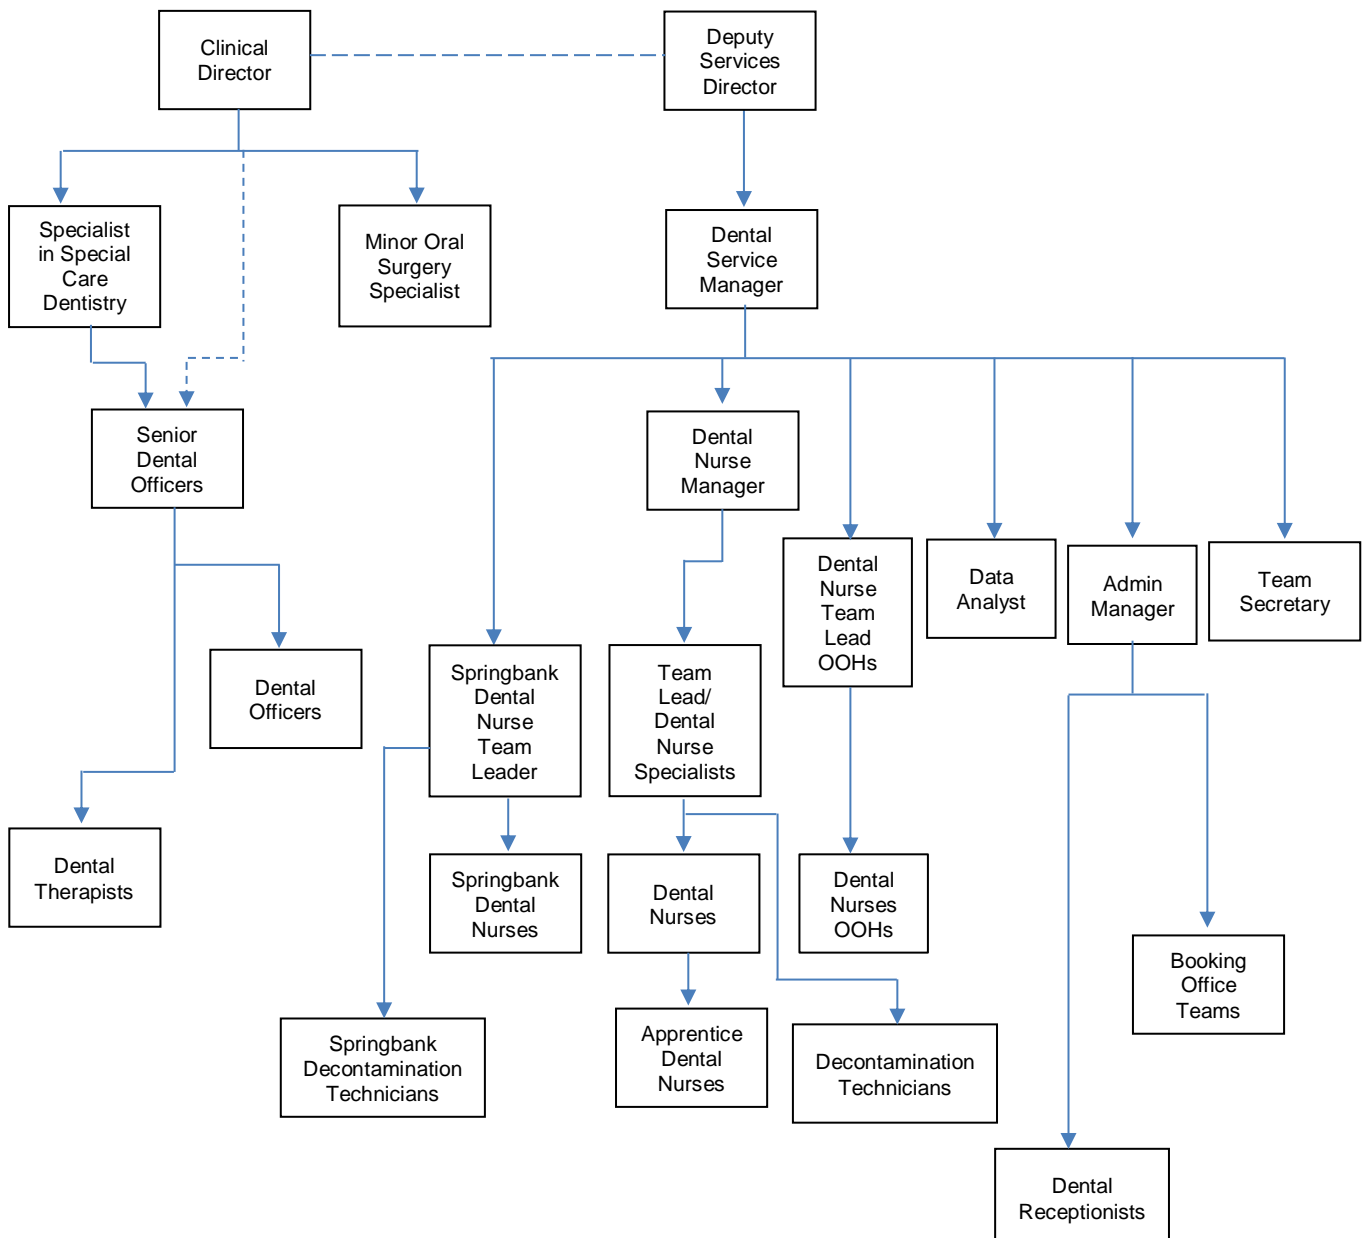 Clinical
Director
Deputy
Services
Director
Specialist
in Special
Care
Dentistry
Minor Oral
Surgery
Specialist
Dental
Service
Manager
Senior
Dental
Officers
Dental
Nurse
Manager
Dental
Nurse
Team
Lead
OOHs
Data
Analyst
Admin
Manager
Team
Secretary
Dental
Officers
Springbank
Dental
Nurse
Team
Leader
Team
Lead/
Dental
Nurse
Specialists
Dental
Therapists
Springbank
Dental
Nurses
Dental
Nurses
Dental
Nurses
OOHs
Booking
Office
Teams
Springbank
Decontamination
Technicians
Apprentice
Dental
Nurses
Decontamination
Technicians
Dental
Receptionists